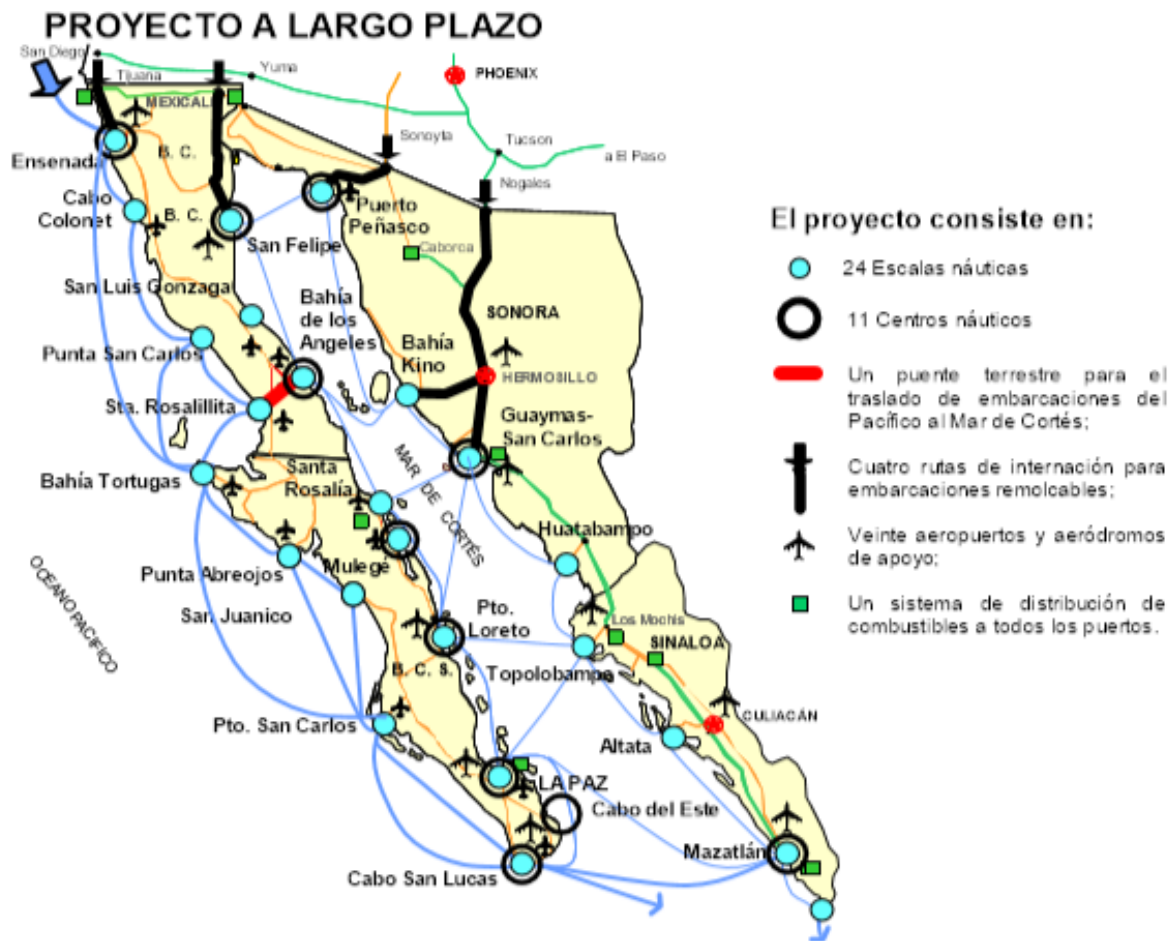 PROYECTO A LARGO PLAZO
San Diego
Tijuana
Yuma
PHOENIX
MEXICALI
Sonoyta
Tucson
a El Paso
Nogales
Ensenada
B. C.
Cabo
Colonet
B. C.
San Felipe
Puerto
Peñasco
Caborca
San Luis Gonzaga
Bahía
de los
Angeles
SONORA
Punta San Carlos
Bahía
Kino
HERMOSILLO
Sta. Rosalillita
Guaymas-
San Carlos
MAR DE CORTÉS
Bahía Tortugas
Santa
Rosalía
Huatabampo
Mulegé
Punta Abreojos
San Juanico
OCEANO PACIFICO
Pto.
Loreto
Los Mochis
SINALOA
B. C. S.
Topolobampo
Pto. San Carlos
CULIACÁN
Altata
LA PAZ
Cabo del Este
Mazatlán
Cabo San Lucas
El proyecto consiste en:
24 Escalas náuticas
11 Centros náuticos
Un puente terrestre para el
traslado de embarcaciones del
Pacífico al Mar de Cortés;
Cuatro rutas de internación para
embarcaciones remolcables;
Veinte aeropuertos y aeródromos
de apoyo;
Un sistema de distribución de
combustibles a todos los puertos.